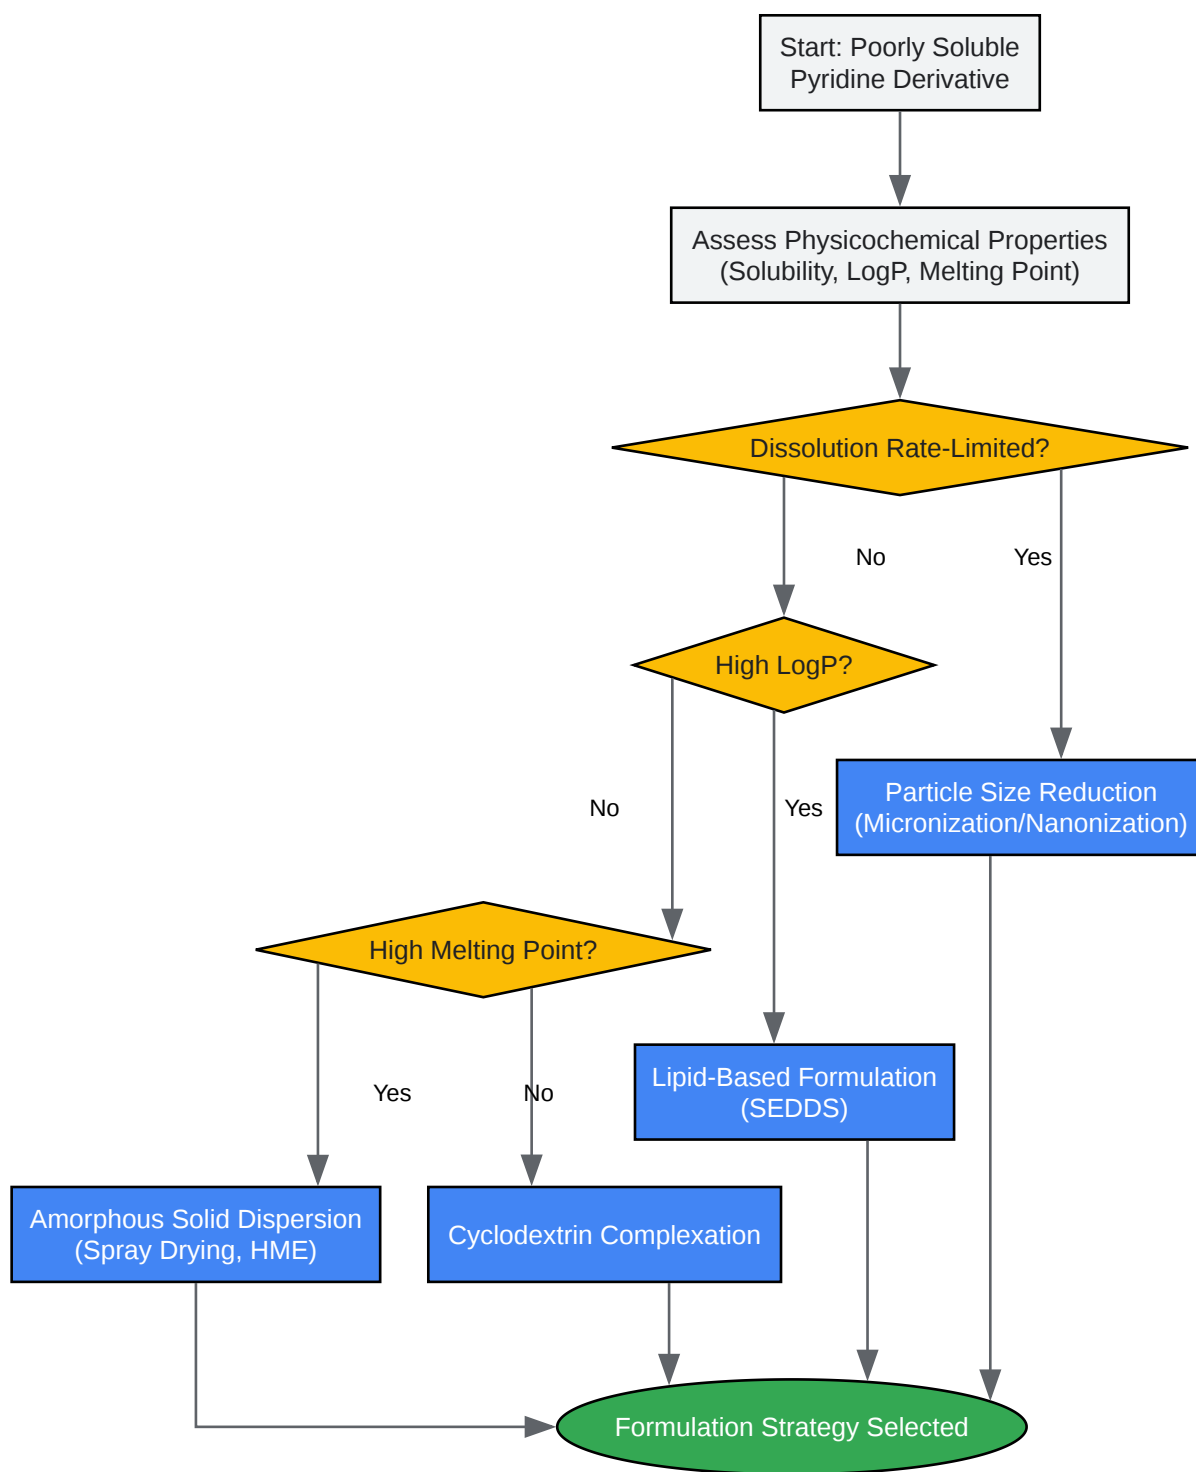 Start: Poorly Soluble
Pyridine Derivative
Assess Physicochemical Properties
(Solubility, LogP, Melting Point)
Dissolution Rate-Limited?
No
Yes
High LogP?
No
Yes
Particle Size Reduction
(Micronization/Nanonization)
High Melting Point?
Yes
No
Lipid-Based Formulation
(SEDDS)
Amorphous Solid Dispersion
(Spray Drying, HME)
Cyclodextrin Complexation
Formulation Strategy Selected